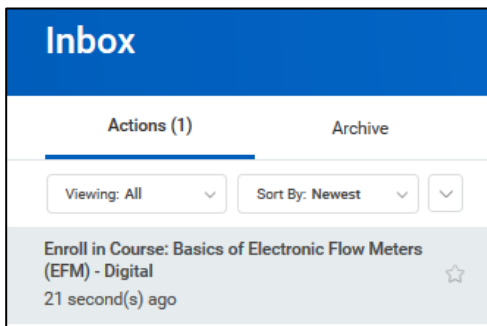 Inbox
Actions (1) Archive
Viewing: All Sort By: Newest
Enroll in Course: Basics of Electronic Flow Meters
(EFM) - Digital
21 second(s) ago